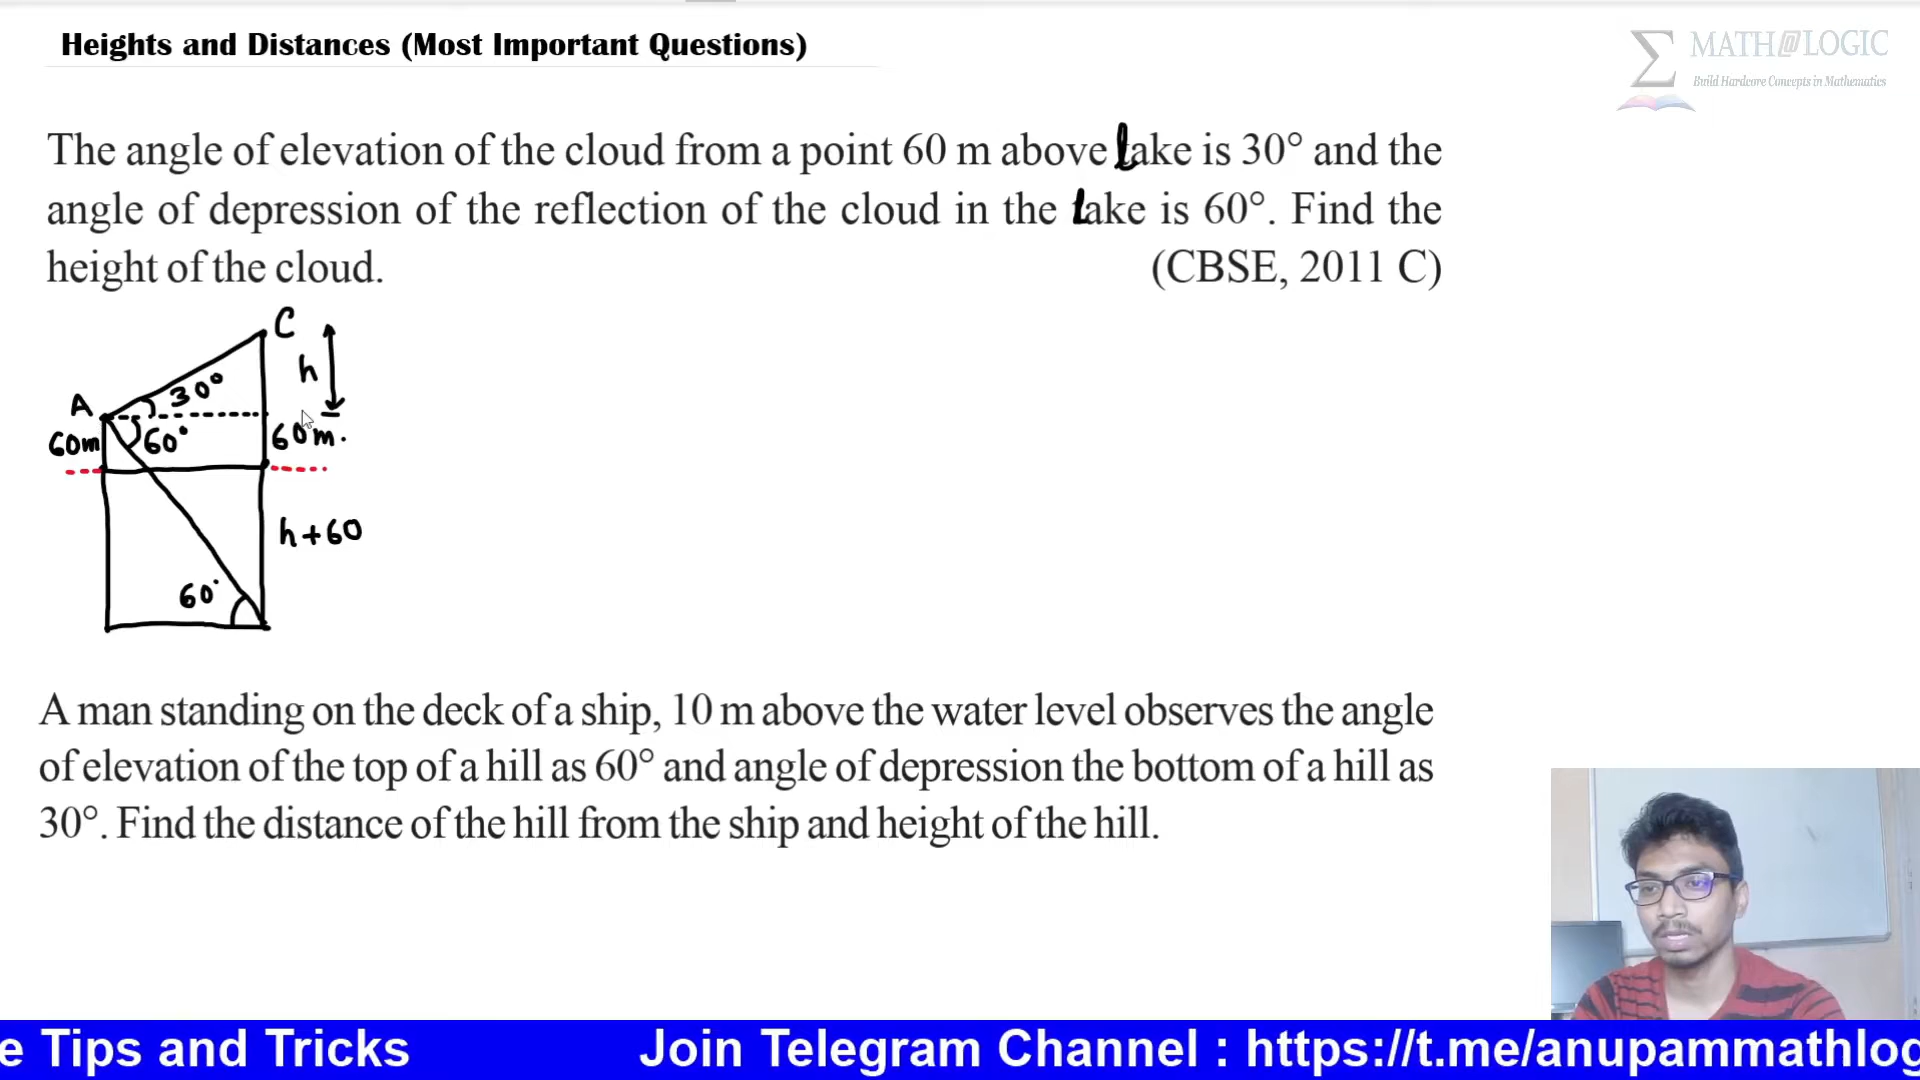 Heights and Distances (Most Important Questions)
MATH@LOGIC
Build Hardcore Concepts in Mathematics
The angle of elevation of the cloud from a point 60 m above lake is 30° and the
angle of depression of the reflection of the cloud in the lake is 60°. Find the
height of the cloud. (CBSE, 2011 C)
C
h
30°
A
60°
60m
60m.
h+60
60°
A man standing on the deck of a ship, 10 m above the water level observes the angle
of elevation of the top of a hill as 60° and angle of depression the bottom of a hill as
30°. Find the distance of the hill from the ship and height of the hill.
e Tips and Tricks Join Telegram Channel : https://t.me/anupammathlog